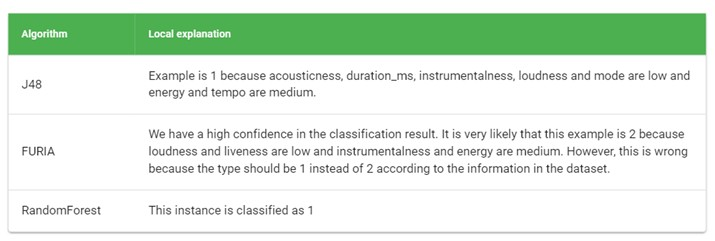 Algorithm Local explanation
J48
Example is 1 because acousticness, duration_ms, instrumentalness, loudness and mode are low and
energy and tempo are medium.
FURIA
We have a high confidence in the classification result. It is very likely that this example is 2 because
loudness and liveness are low and instrumentalness and energy are medium. However, this is wrong
because the type should be 1 instead of 2 according to the information in the dataset.
RandomForest This instance is classified as 1